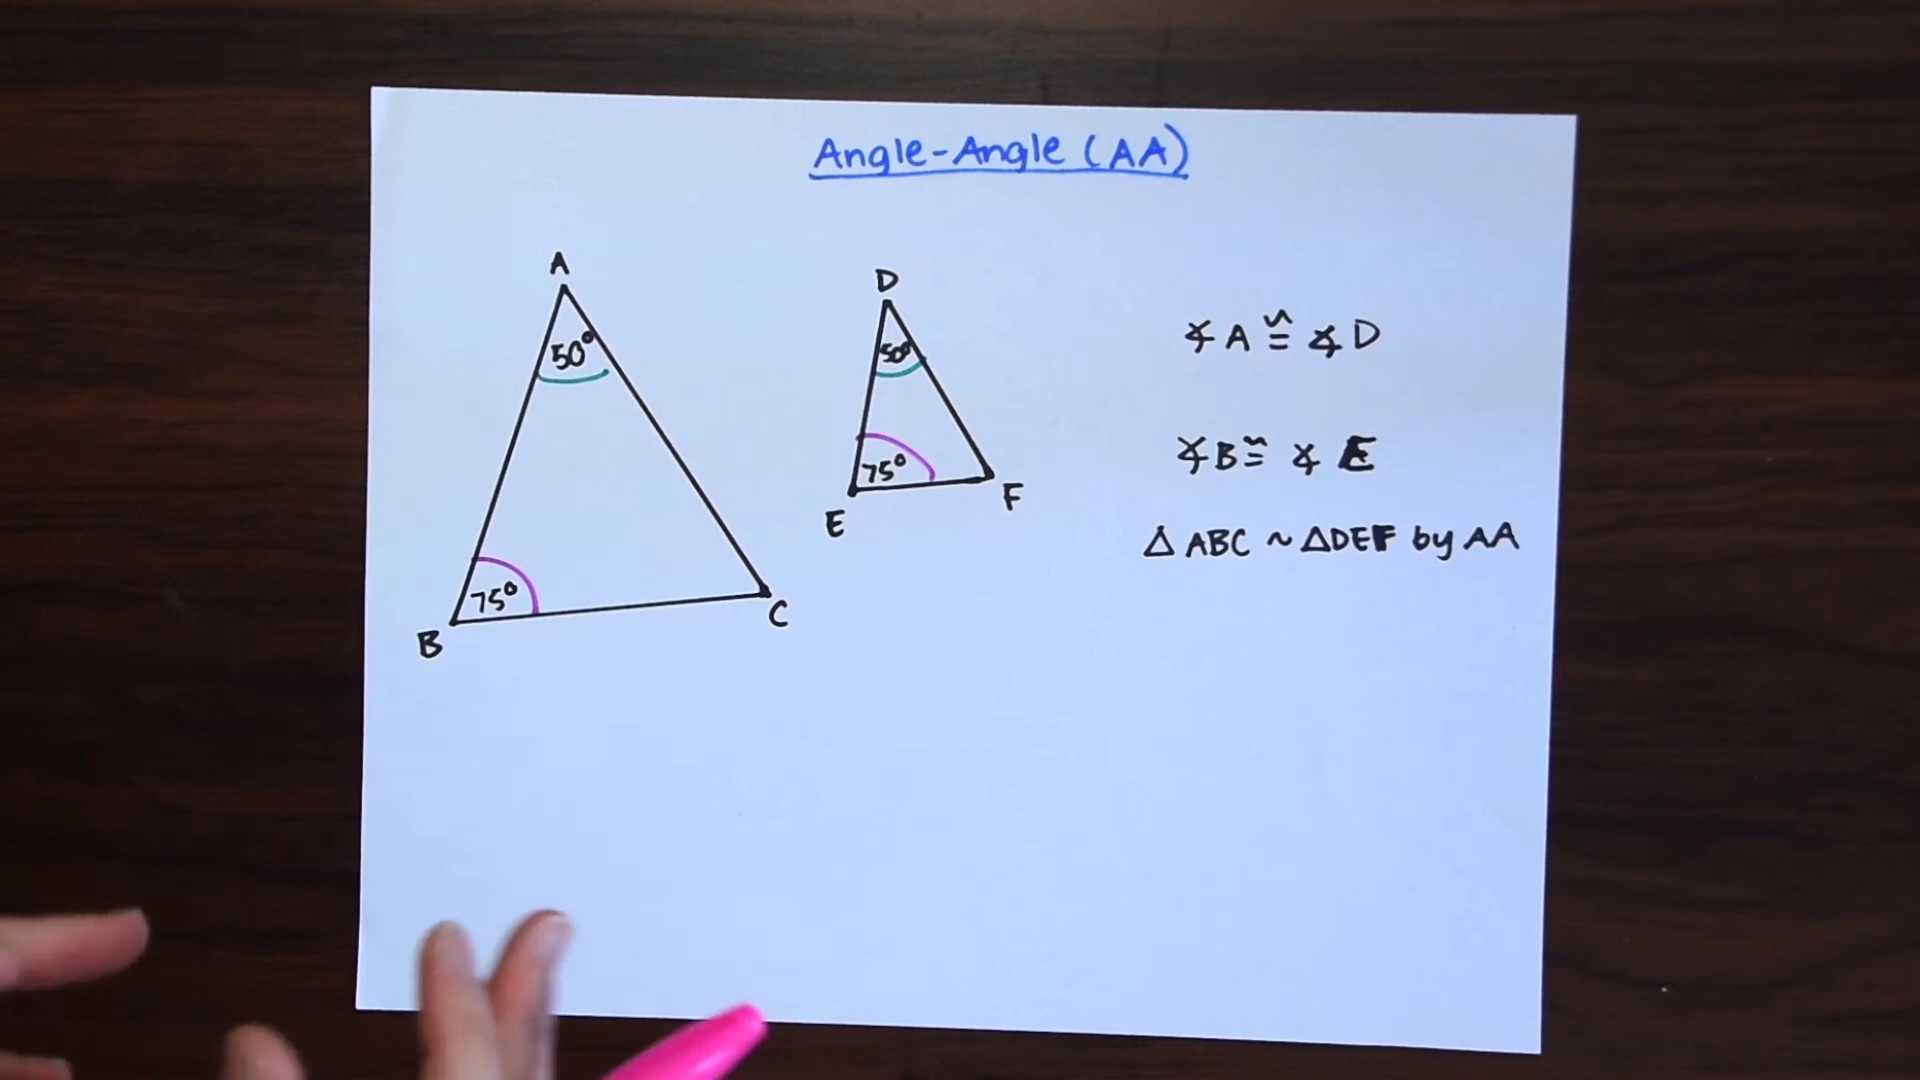 Angle-Angle (AA)
A
50°
B
75°
C
D
50°
E
75°
F
∡ A ≅ ∡ D
∡ B ≅ ∡ E
△ ABC ~ △DEF by AA